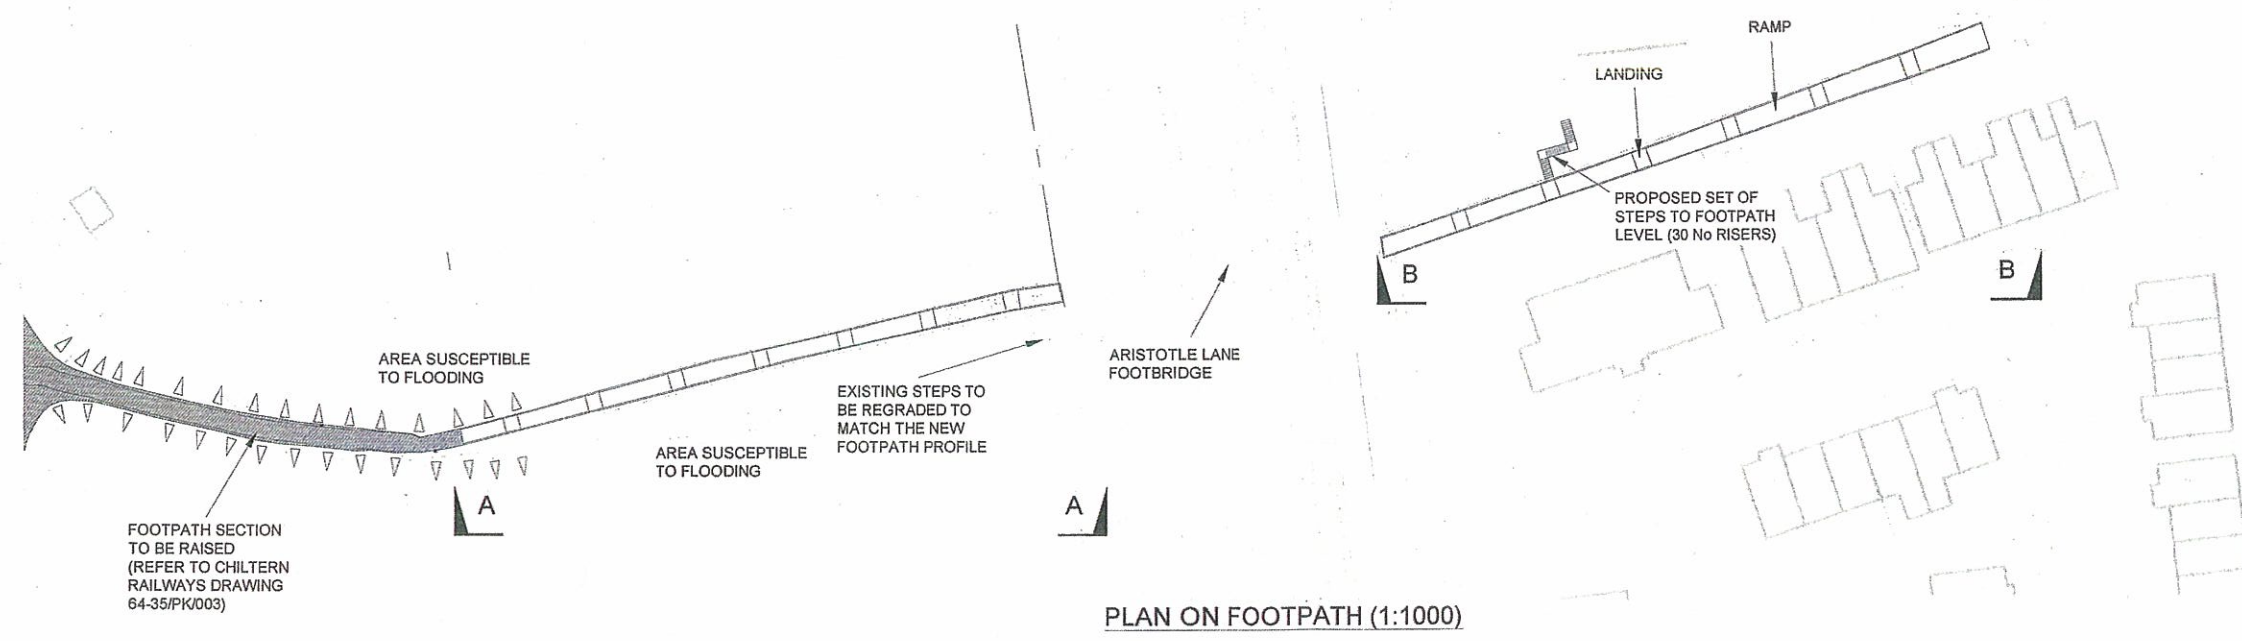 RAMP
LANDING
PROPOSED SET OF
STEPS TO FOOTPATH
LEVEL (30 No RISERS)
B
B
ARISTOTLE LANE
FOOTBRIDGE
AREA SUSCEPTIBLE
TO FLOODING
EXISTING STEPS TO
BE REGRADED TO
MATCH THE NEW
FOOTPATH PROFILE
AREA SUSCEPTIBLE
TO FLOODING
A
A
FOOTPATH SECTION
TO BE RAISED
(REFER TO CHILTERN
RAILWAYS DRAWING
64-35/PK/003)
PLAN ON FOOTPATH (1:1000)